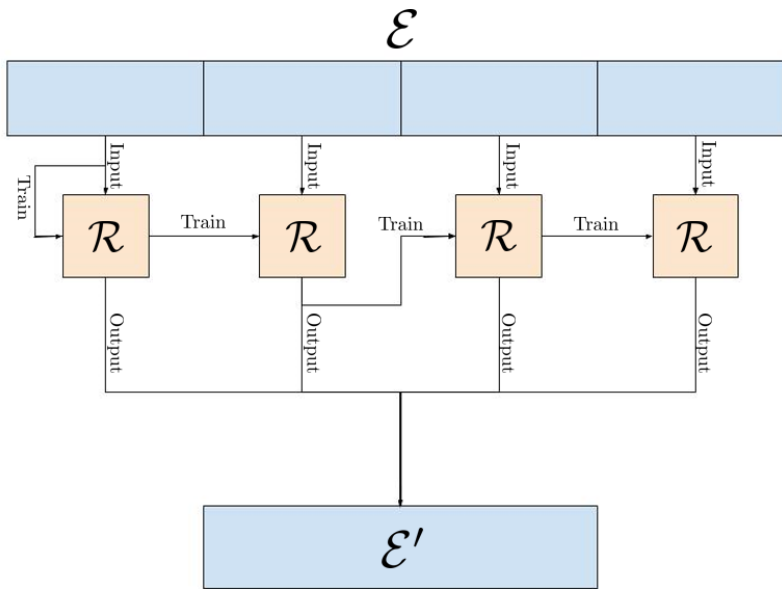 ℰ
Input
Input
Input
Input
Train
ℛ
Train
ℛ
Train
ℛ
Train
ℛ
Output
Output
Output
Output
ℰ′